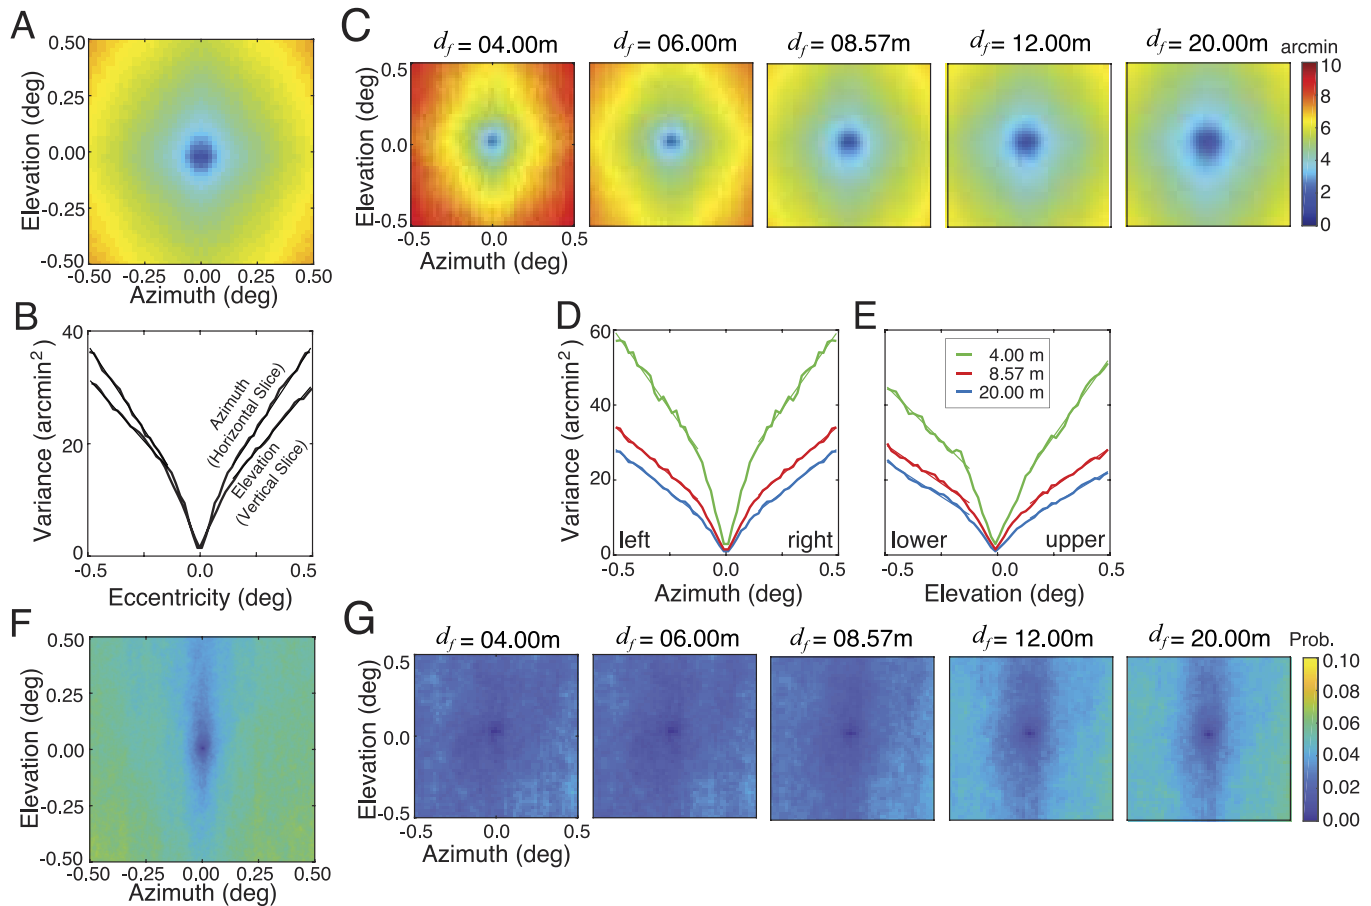 A
0.50
0.25
0.00
-0.25
-0.50
Elevation (deg)
-0.50 -0.25 0.00 0.25 0.50
Azimuth (deg)
C
d_f = 04.00m d_f = 06.00m d_f = 08.57m d_f = 12.00m d_f = 20.00m
arcmin
0.5
0.0
-0.5
Elevation (deg)
-0.5 0.0 0.5
Azimuth (deg)
10
8
6
4
2
0
B
40
20
0
Variance (arcmin²)
Azimuth
(Horizontal Slice)
Elevation
(Vertical Slice)
-0.5 0.0 0.5
Eccentricity (deg)
D
60
40
20
0
Variance (arcmin²)
left right
-0.5 0.0 0.5
Azimuth (deg)
E
4.00 m
8.57 m
20.00 m
lower upper
-0.5 0.0 0.5
Elevation (deg)
F
0.50
0.25
0.00
-0.25
-0.50
Elevation (deg)
-0.50 -0.25 0.00 0.25 0.50
Azimuth (deg)
G
d_f = 04.00m d_f = 06.00m d_f = 08.57m d_f = 12.00m d_f = 20.00m
Prob.
0.5
0.0
-0.5
Elevation (deg)
-0.5 0.0 0.5
Azimuth (deg)
0.10
0.08
0.06
0.04
0.02
0.00